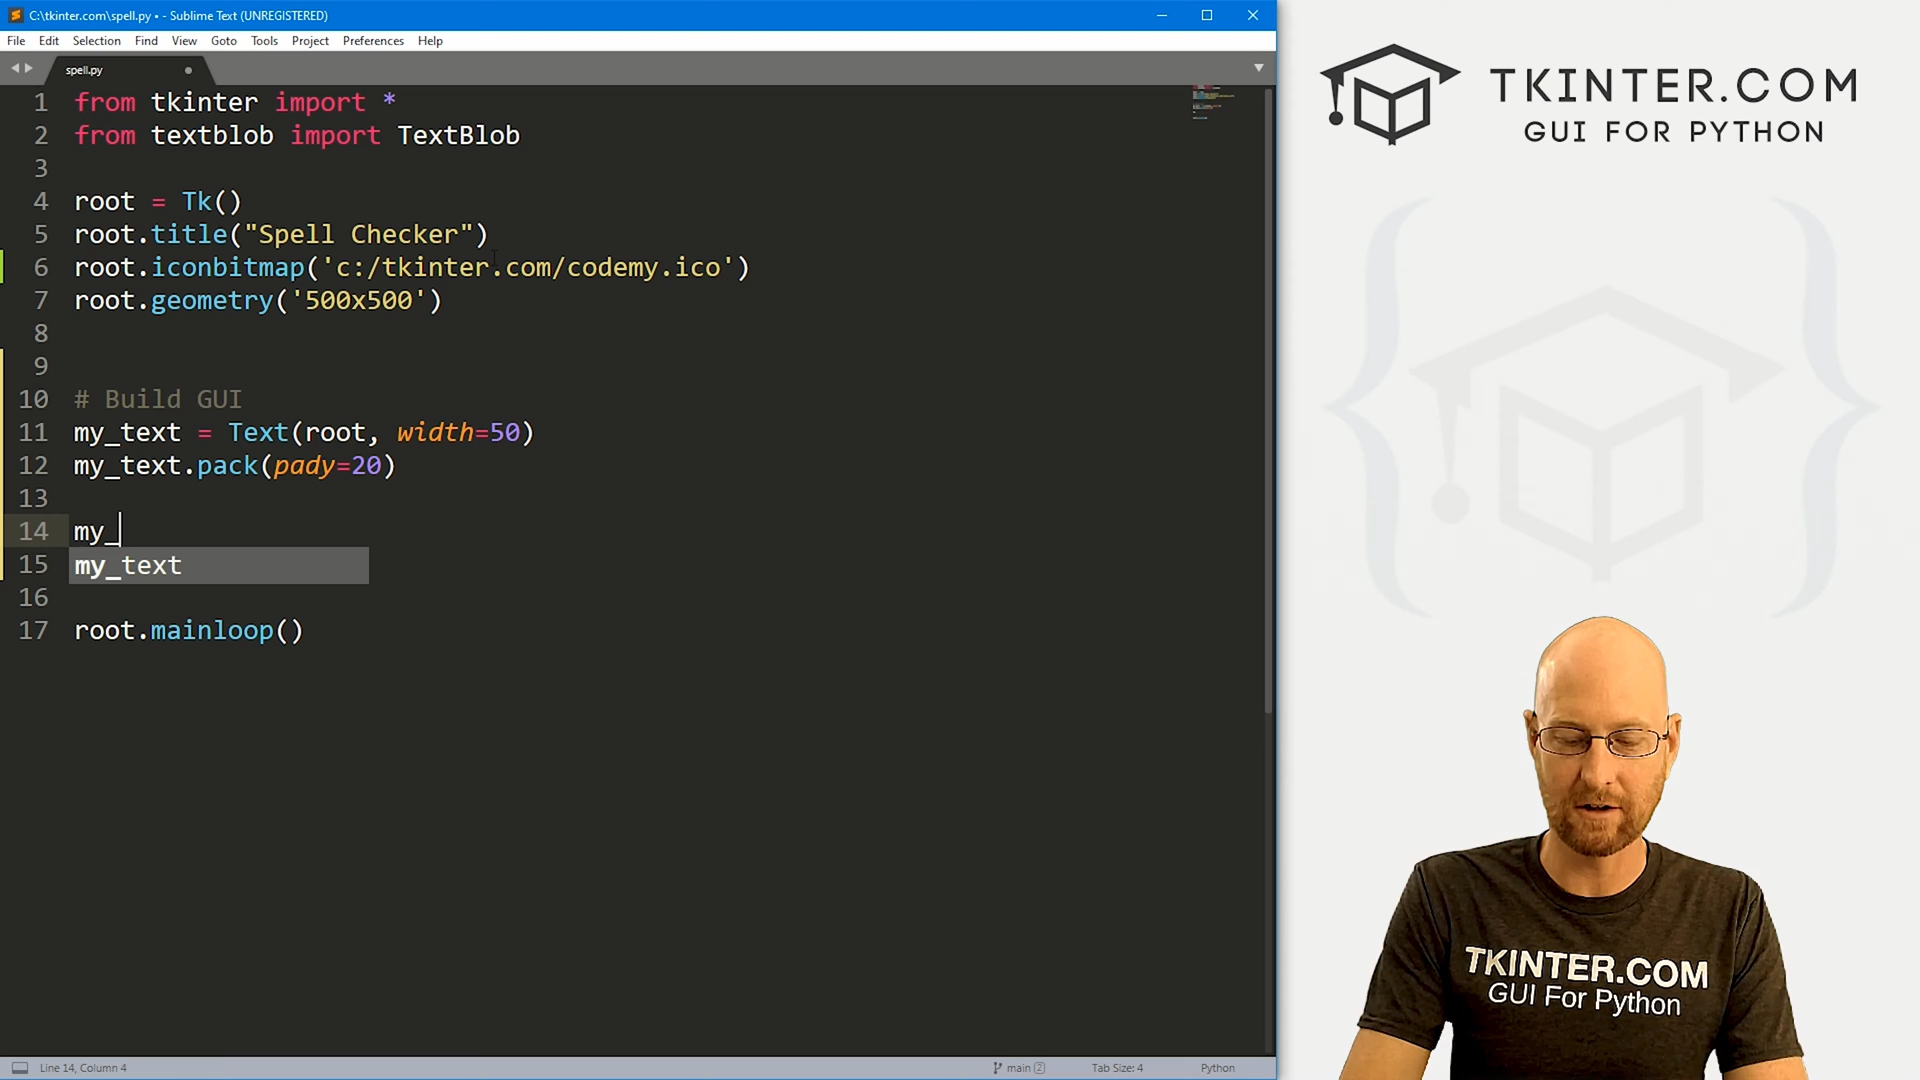 C:\tkinter.com\spell.py • - Sublime Text (UNREGISTERED)
File Edit Selection Find View Goto Tools Project Preferences Help
spell.py
1 from tkinter import *
2 from textblob import TextBlob
3
4 root = Tk()
5 root.title("Spell Checker")
6 root.iconbitmap('c:/tkinter.com/codemy.ico')
7 root.geometry('500x500')
8
9
10 # Build GUI
11 my_text = Text(root, width=50)
12 my_text.pack(pady=20)
13
14 my_
15 my_text
16
17 root.mainloop()
Line 14, Column 4
main 2
Tab Size: 4
Python
TKINTER.COM
GUI FOR PYTHON
TKINTER.COM
GUI For Python